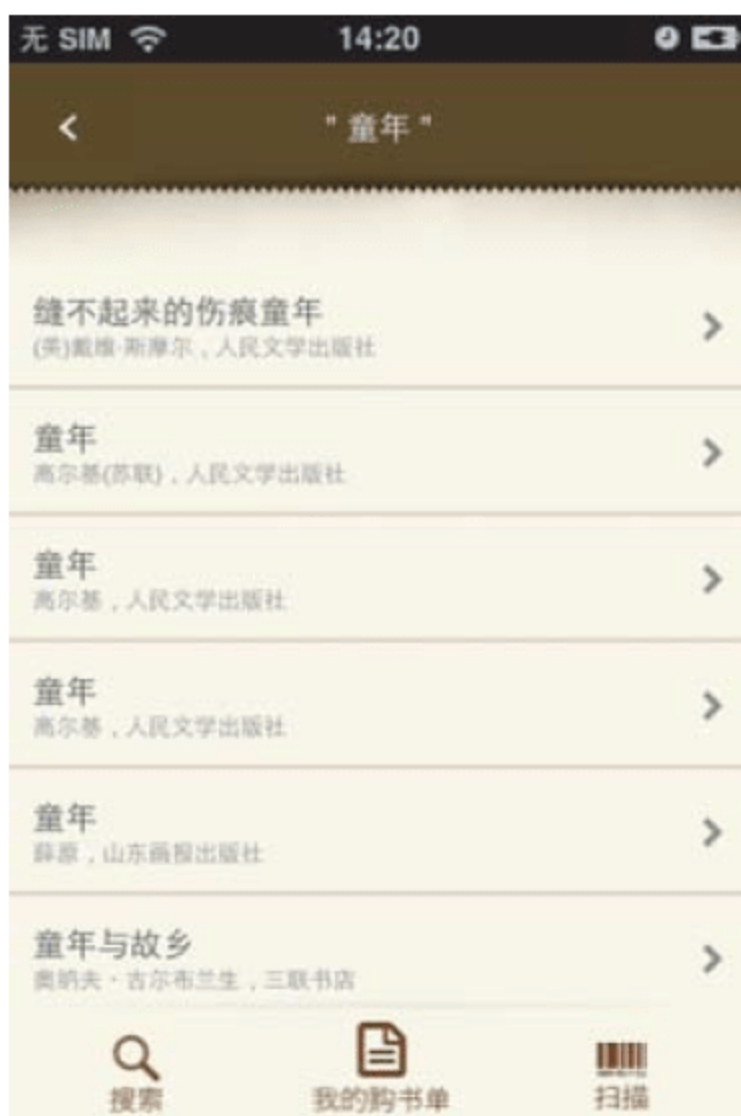 无 SIM 14:20
" 童年 "
缝不起来的伤痕童年
(英)戴维·斯摩尔，人民文学出版社
童年
高尔基(苏联)，人民文学出版社
童年
高尔基，人民文学出版社
童年
高尔基，人民文学出版社
童年
薛原，山东画报出版社
童年与故乡
奥纳夫·古尔布兰生，三联书店
搜索 我的购书单 扫描